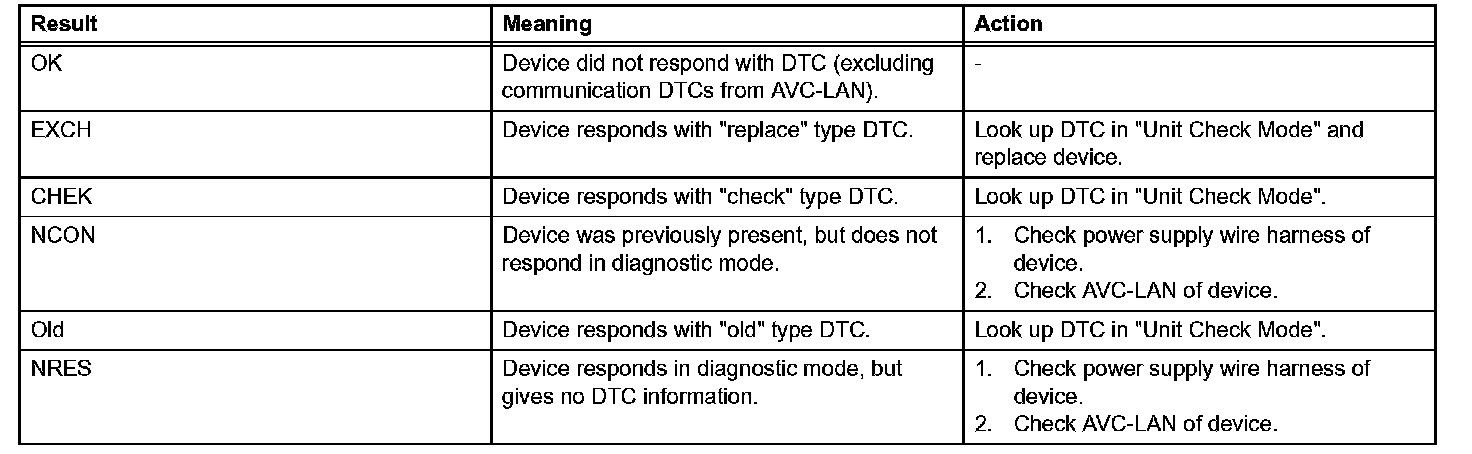 Result Meaning Action
OK Device did not respond with DTC (excluding -
communication DTCs from AVC-LAN).
EXCH Device responds with "replace" type DTC. Look up DTC in "Unit Check Mode" and
replace device.
CHEK Device responds with "check" type DTC. Look up DTC in "Unit Check Mode".
NCON Device was previously present, but does not 1. Check power supply wire harness of
respond in diagnostic mode. device.
2. Check AVC-LAN of device.
Old Device responds with "old" type DTC. Look up DTC in "Unit Check Mode".
NRES Device responds in diagnostic mode, but 1. Check power supply wire harness of
gives no DTC information. device.
2. Check AVC-LAN of device.